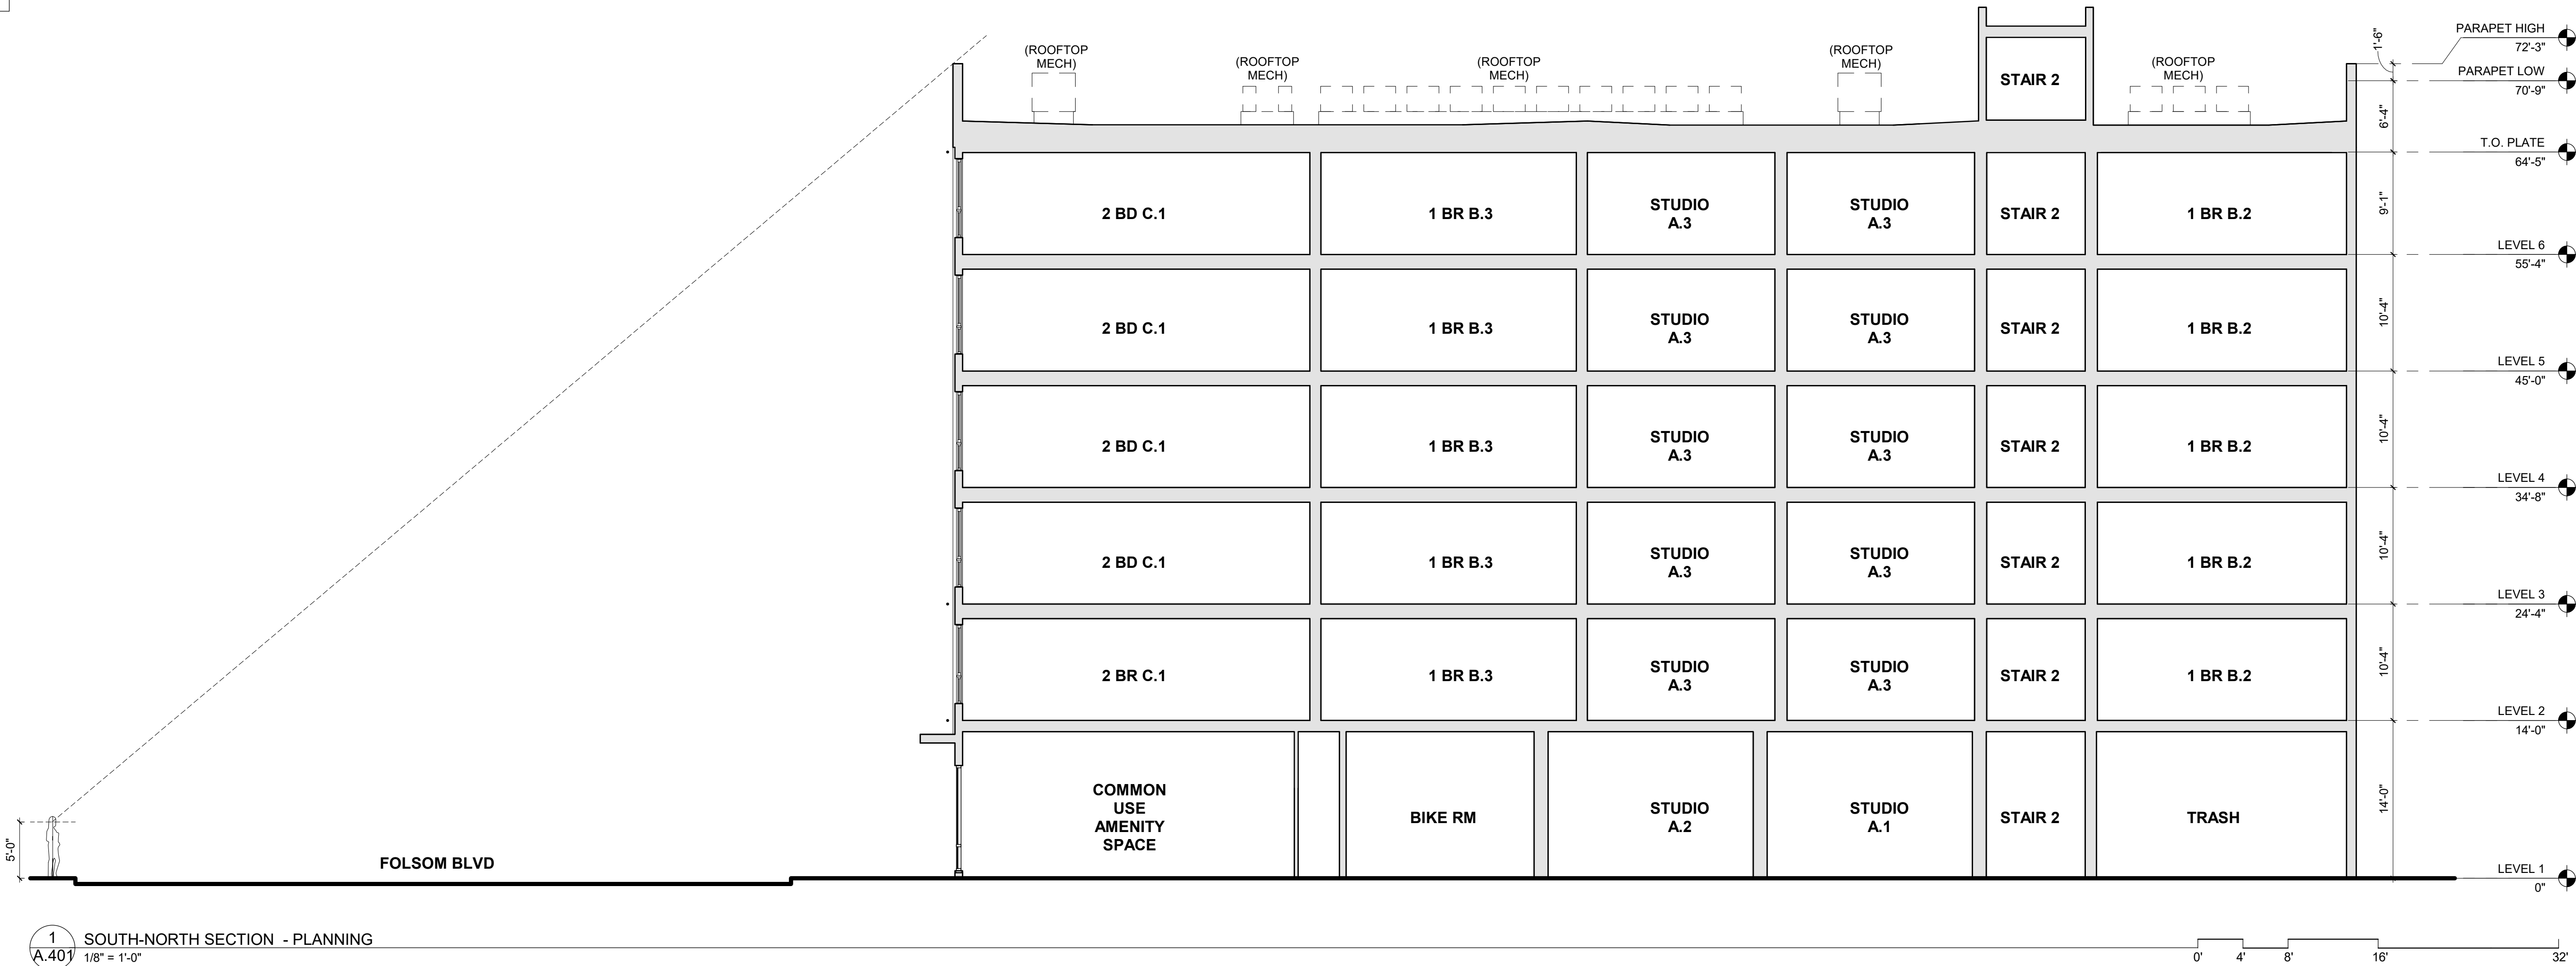 (ROOFTOP
MECH)
(ROOFTOP
MECH)
(ROOFTOP
MECH)
(ROOFTOP
MECH)
STAIR 2
(ROOFTOP
MECH)
1'-6"
PARAPET HIGH
72'-3"
PARAPET LOW
70'-9"
6'-4"
T.O. PLATE
64'-5"
2 BD C.1
1 BR B.3
STUDIO
A.3
STUDIO
A.3
STAIR 2
1 BR B.2
9'-1"
LEVEL 6
55'-4"
2 BD C.1
1 BR B.3
STUDIO
A.3
STUDIO
A.3
STAIR 2
1 BR B.2
10'-4"
LEVEL 5
45'-0"
2 BD C.1
1 BR B.3
STUDIO
A.3
STUDIO
A.3
STAIR 2
1 BR B.2
10'-4"
LEVEL 4
34'-8"
2 BD C.1
1 BR B.3
STUDIO
A.3
STUDIO
A.3
STAIR 2
1 BR B.2
10'-4"
LEVEL 3
24'-4"
2 BR C.1
1 BR B.3
STUDIO
A.3
STUDIO
A.3
STAIR 2
1 BR B.2
10'-4"
LEVEL 2
14'-0"
5'-0"
FOLSOM BLVD
COMMON
USE
AMENITY
SPACE
BIKE RM
STUDIO
A.2
STUDIO
A.1
STAIR 2
TRASH
14'-0"
LEVEL 1
0"
1
A.401
SOUTH-NORTH SECTION - PLANNING
1/8" = 1'-0"
0' 4' 8' 16' 32'